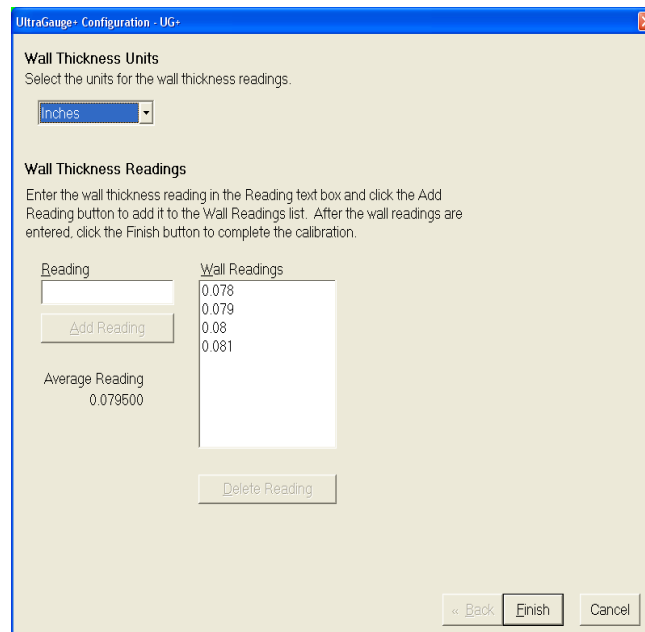 UltraGauge+ Configuration - UG+
Wall Thickness Units
Select the units for the wall thickness readings.
Inches
Wall Thickness Readings
Enter the wall thickness reading in the Reading text box and click the Add
Reading button to add it to the Wall Readings list. After the wall readings are
entered, click the Finish button to complete the calibration.
Reading
Wall Readings
0.078
0.079
0.08
0.081
Add Reading
Average Reading
0.079500
Delete Reading
« Back
Finish
Cancel